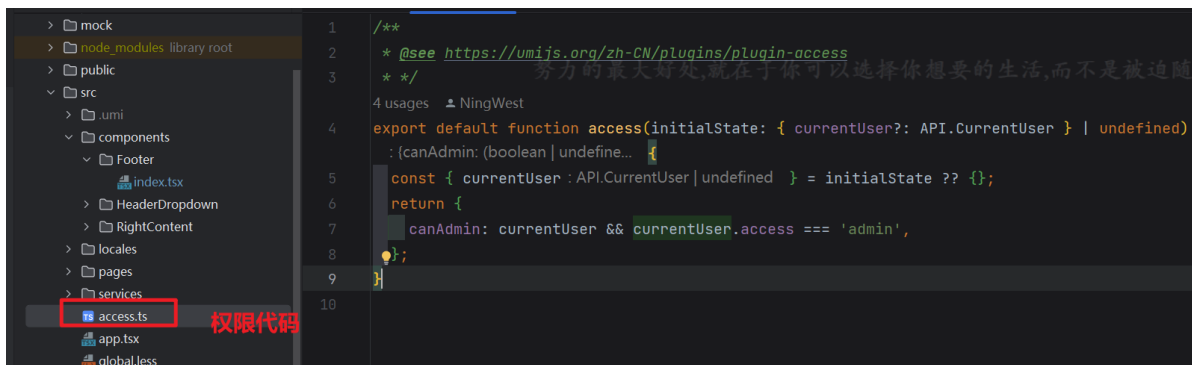 mock
node_modules library root
public
src
.umi
components
Footer
index.tsx
HeaderDropdown
RightContent
locales
pages
services
access.ts
权限代码
app.tsx
global.less
1 /**
2 * @see https://umijs.org/zh-CN/plugins/plugin-access
努力的最大好处,就在于你可以选择你想要的生活,而不是被迫随
3 * */
4 usages NingWest
4 export default function access(initialState: { currentUser?: API.CurrentUser } | undefined)
: {canAdmin: (boolean | undefine... {
5 const { currentUser : API.CurrentUser | undefined } = initialState ?? {};
6 return {
7 canAdmin: currentUser && currentUser.access === 'admin',
8 };
9 }
10